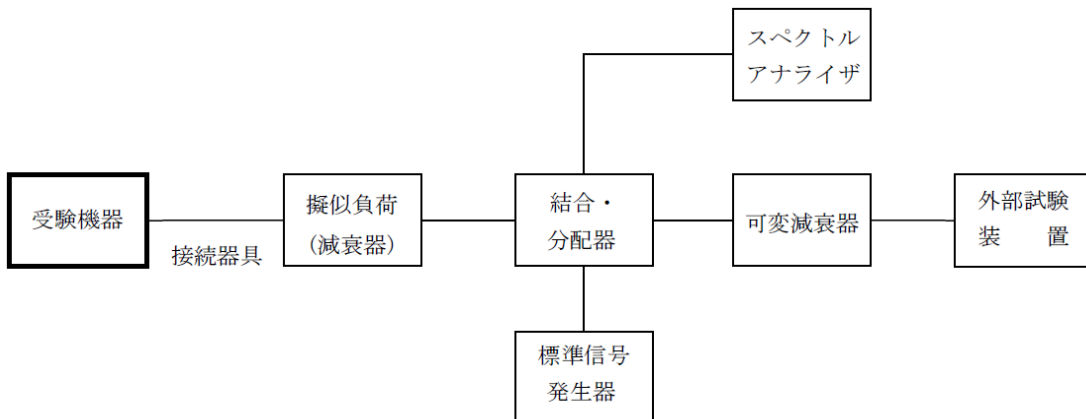 スペクトル
アナライザ
受験機器
接続器具
擬似負荷
(減衰器)
結合・
分配器
可変減衰器
外部試験
装　　置
標準信号
発生器